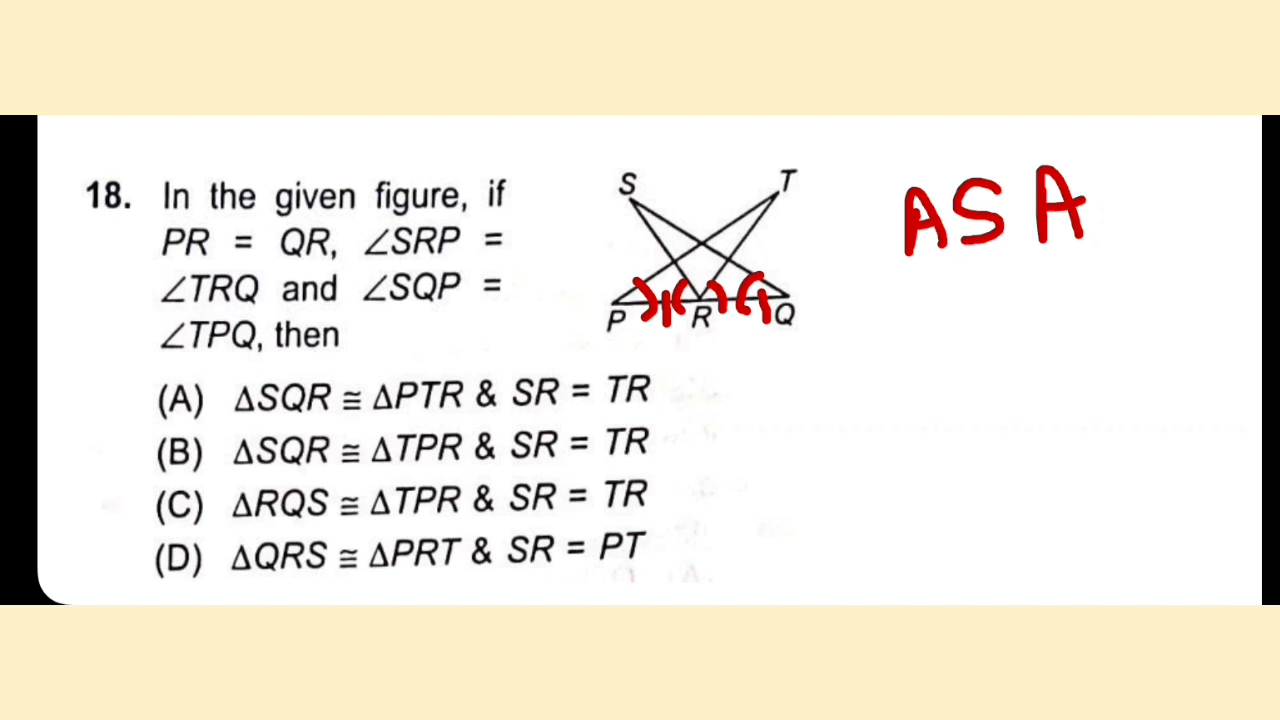 18. In the given figure, if
PR = QR, ∠SRP =
∠TRQ and ∠SQP =
∠TPQ, then
S
T
P
R
Q
ASA
(A) ΔSQR ≅ ΔPTR & SR = TR
(B) ΔSQR ≅ ΔTPR & SR = TR
(C) ΔRQS ≅ ΔTPR & SR = TR
(D) ΔQRS ≅ ΔPRT & SR = PT